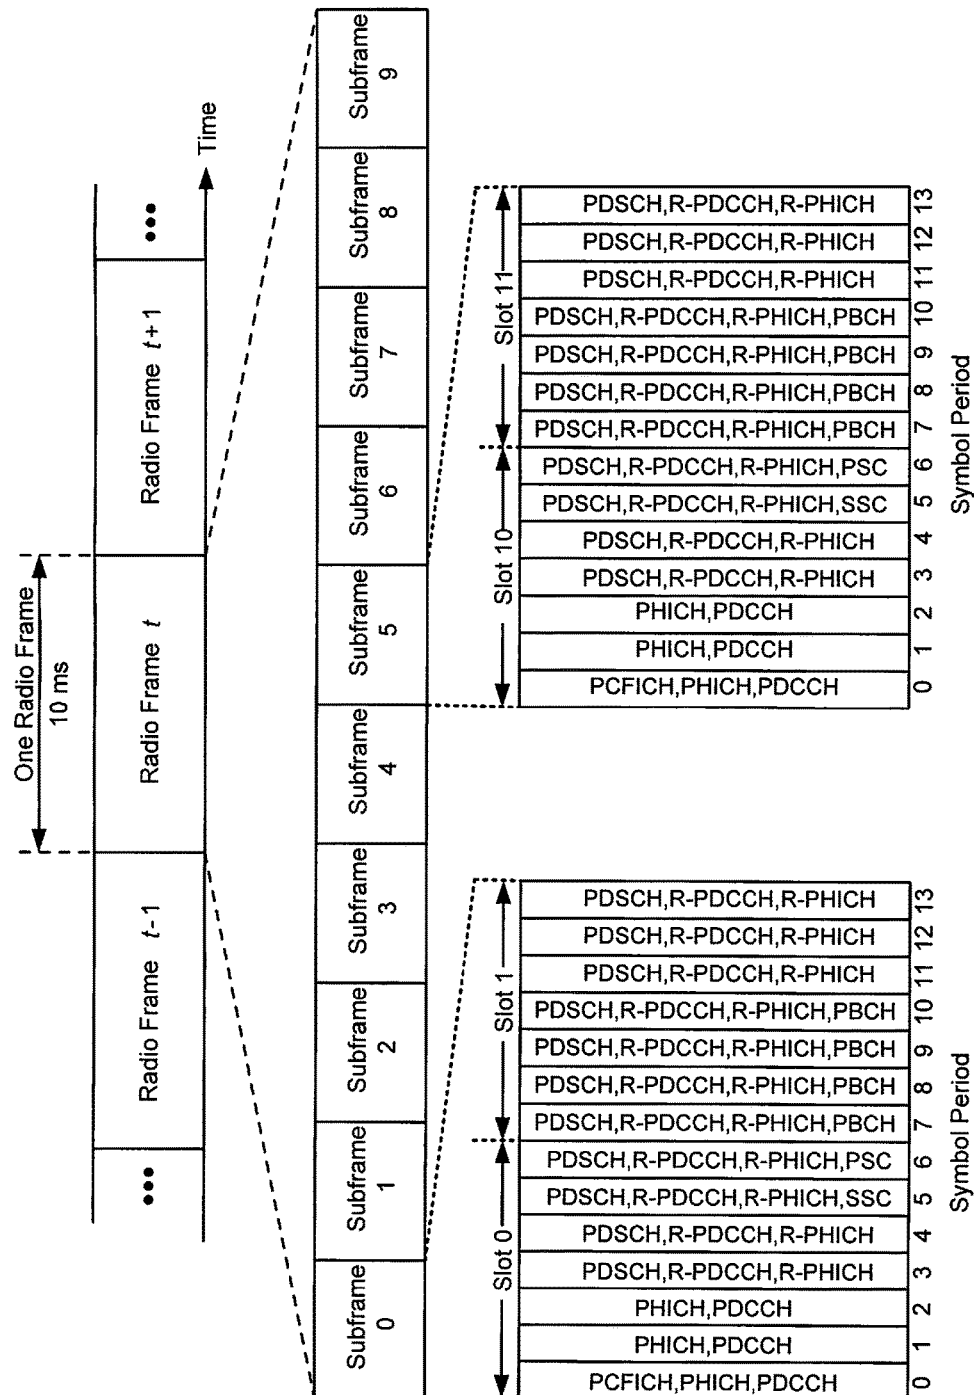 One Radio Frame
10 ms
Radio Frame t-1
Radio Frame t
Radio Frame t+1
Time
Subframe
0
Subframe
1
Subframe
2
Subframe
3
Subframe
4
Subframe
5
Subframe
6
Subframe
7
Subframe
8
Subframe
9
Slot 0
Slot 1
PCFICH,PHICH,PDCCH
PHICH,PDCCH
PHICH,PDCCH
PDSCH,R-PDCCH,R-PHICH
PDSCH,R-PDCCH,R-PHICH
PDSCH,R-PDCCH,R-PHICH,SSC
PDSCH,R-PDCCH,R-PHICH,PSC
PDSCH,R-PDCCH,R-PHICH,PBCH
PDSCH,R-PDCCH,R-PHICH,PBCH
PDSCH,R-PDCCH,R-PHICH,PBCH
PDSCH,R-PDCCH,R-PHICH,PBCH
PDSCH,R-PDCCH,R-PHICH
PDSCH,R-PDCCH,R-PHICH
PDSCH,R-PDCCH,R-PHICH
0 1 2 3 4 5 6 7 8 9 10 11 12 13
Symbol Period
Slot 10
Slot 11
PCFICH,PHICH,PDCCH
PHICH,PDCCH
PHICH,PDCCH
PDSCH,R-PDCCH,R-PHICH
PDSCH,R-PDCCH,R-PHICH
PDSCH,R-PDCCH,R-PHICH,SSC
PDSCH,R-PDCCH,R-PHICH,PSC
PDSCH,R-PDCCH,R-PHICH,PBCH
PDSCH,R-PDCCH,R-PHICH,PBCH
PDSCH,R-PDCCH,R-PHICH,PBCH
PDSCH,R-PDCCH,R-PHICH,PBCH
PDSCH,R-PDCCH,R-PHICH
PDSCH,R-PDCCH,R-PHICH
PDSCH,R-PDCCH,R-PHICH
0 1 2 3 4 5 6 7 8 9 10 11 12 13
Symbol Period